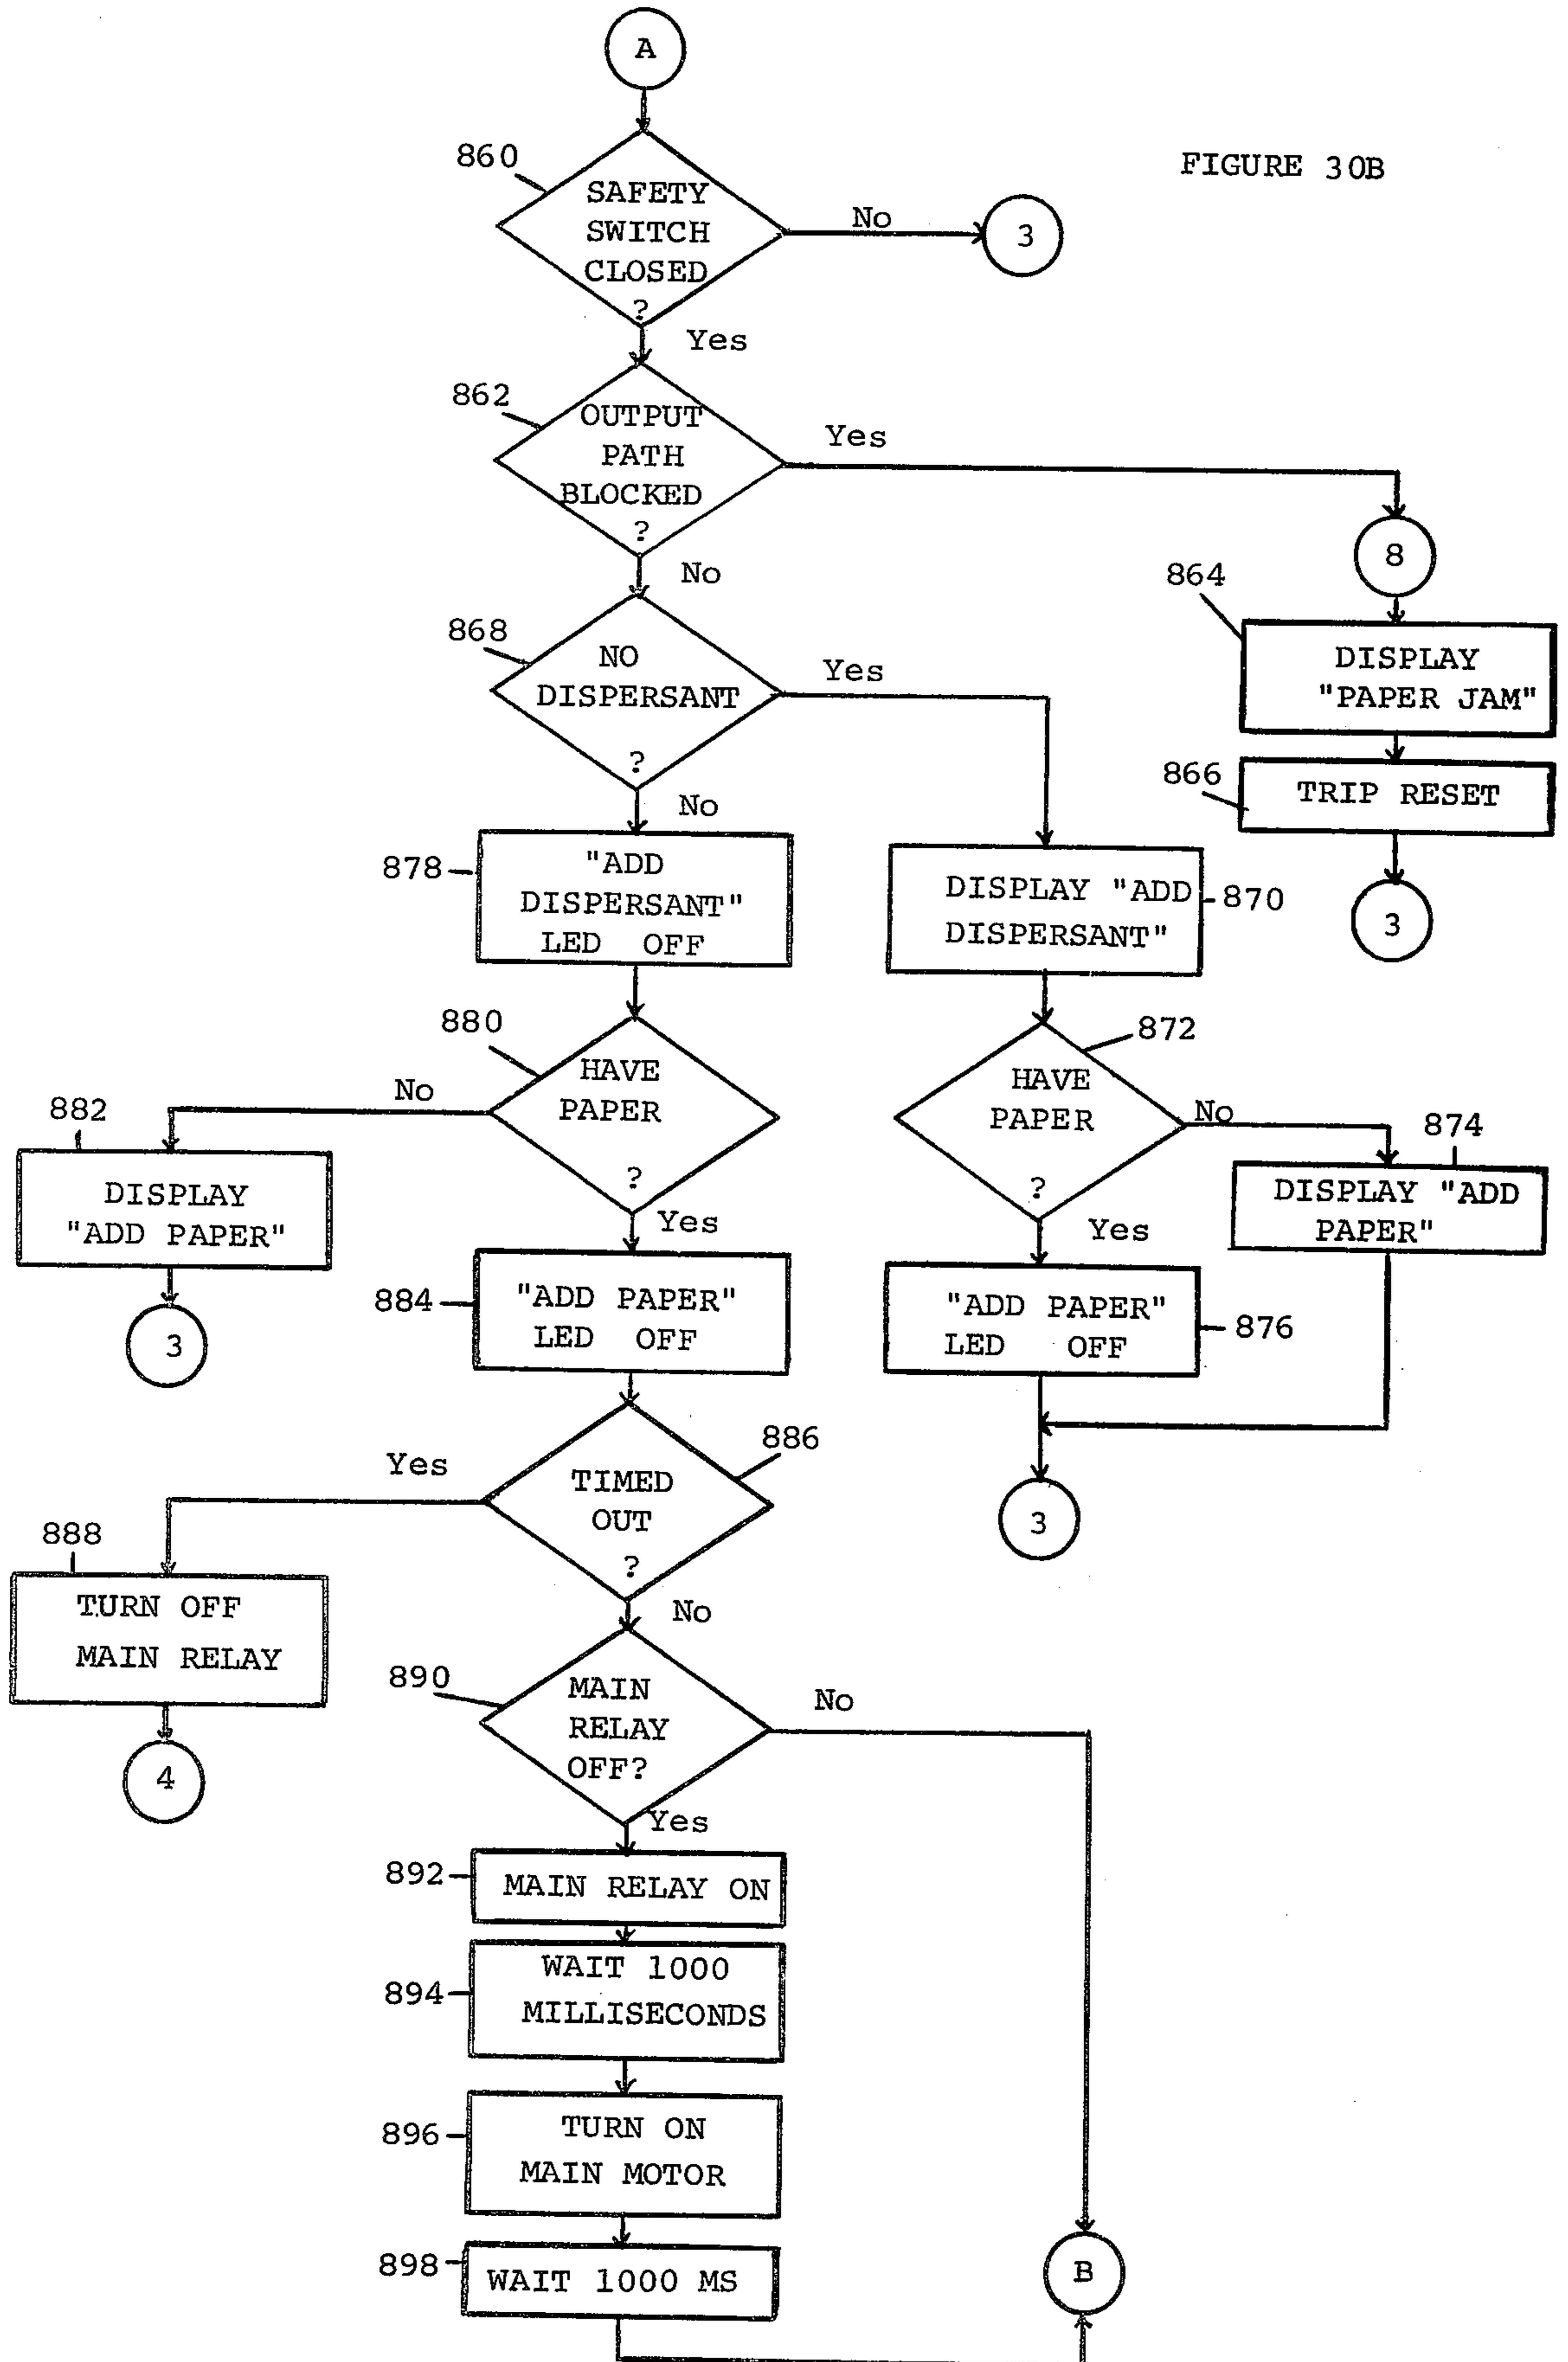 A
FIGURE 30B
860
SAFETY
SWITCH
CLOSED
?
No
3
Yes
862
OUTPUT
PATH
BLOCKED
?
Yes
8
No
864
DISPLAY
"PAPER JAM"
868
NO
DISPERSANT
?
Yes
866
TRIP RESET
3
No
878
"ADD
DISPERSANT"
LED OFF
DISPLAY "ADD
DISPERSANT"
870
880
HAVE
PAPER
?
No
882
DISPLAY
"ADD PAPER"
3
872
HAVE
PAPER
?
No
874
DISPLAY "ADD
PAPER"
Yes
884
"ADD PAPER"
LED OFF
Yes
"ADD PAPER"
LED OFF
876
3
886
TIMED
OUT
?
Yes
888
TURN OFF
MAIN RELAY
4
No
890
MAIN
RELAY
OFF?
No
Yes
892
MAIN RELAY ON
894
WAIT 1000
MILLISECONDS
896
TURN ON
MAIN MOTOR
898
WAIT 1000 MS
B